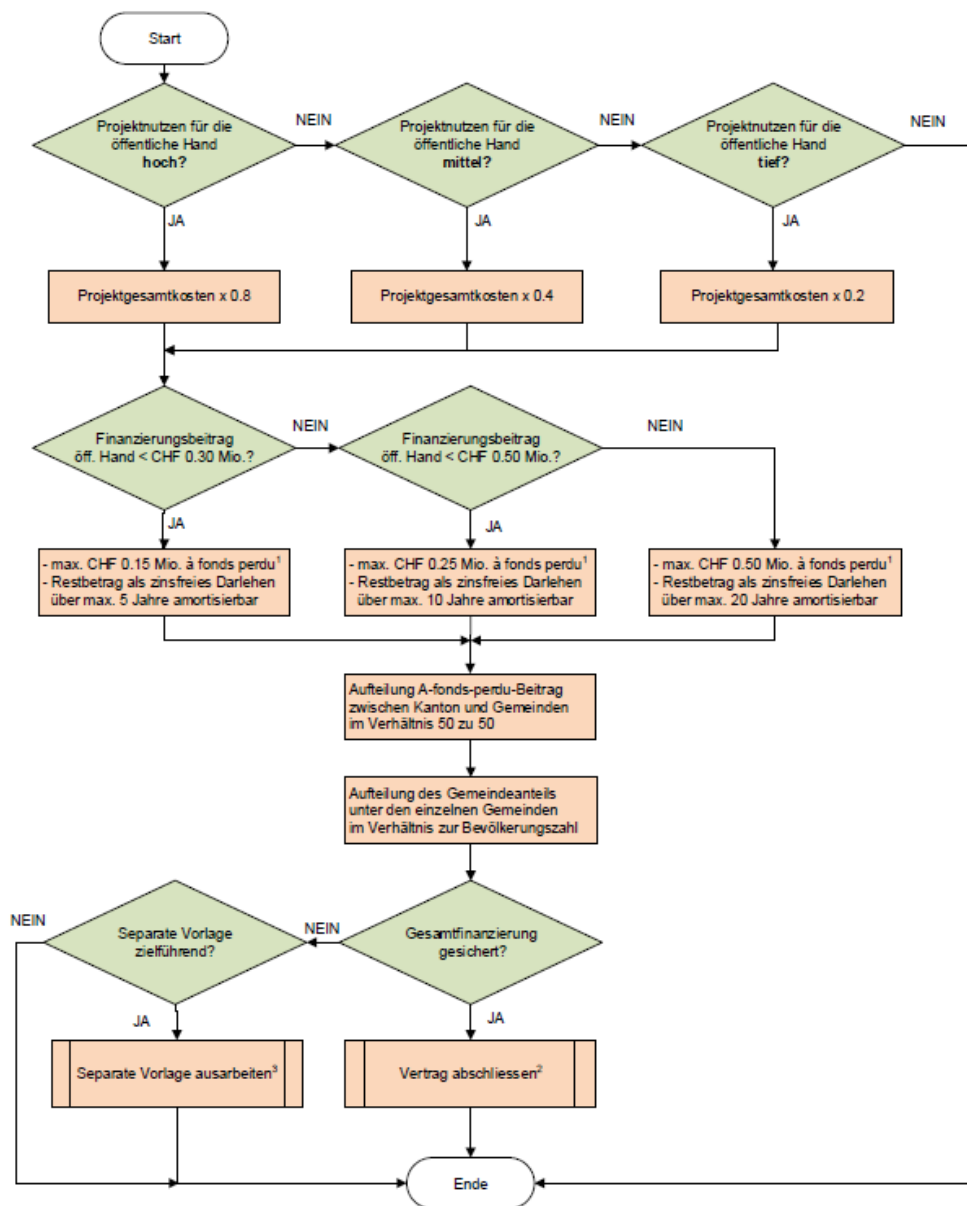 Start
Projektnutzen für die
öffentliche Hand
hoch?
NEIN
Projektnutzen für die
öffentliche Hand
mittel?
NEIN
Projektnutzen für die
öffentliche Hand
tief?
NEIN
JA
JA
JA
Projektgesamtkosten x 0.8
Projektgesamtkosten x 0.4
Projektgesamtkosten x 0.2
Finanzierungsbeitrag
öff. Hand < CHF 0.30 Mio.?
NEIN
Finanzierungsbeitrag
öff. Hand < CHF 0.50 Mio.?
NEIN
JA
JA
- max. CHF 0.15 Mio. à fonds perdu¹
- Restbetrag als zinsfreies Darlehen
über max. 5 Jahre amortisierbar
- max. CHF 0.25 Mio. à fonds perdu¹
- Restbetrag als zinsfreies Darlehen
über max. 10 Jahre amortisierbar
- max. CHF 0.50 Mio. à fonds perdu¹
- Restbetrag als zinsfreies Darlehen
über max. 20 Jahre amortisierbar
Aufteilung A-fonds-perdu-Beitrag
zwischen Kanton und Gemeinden
im Verhältnis 50 zu 50
Aufteilung des Gemeindeanteils
unter den einzelnen Gemeinden
im Verhältnis zur Bevölkerungszahl
NEIN
Separate Vorlage
zielführend?
NEIN
Gesamtfinanzierung
gesichert?
JA
JA
Separate Vorlage ausarbeiten³
Vertrag abschliessen²
Ende